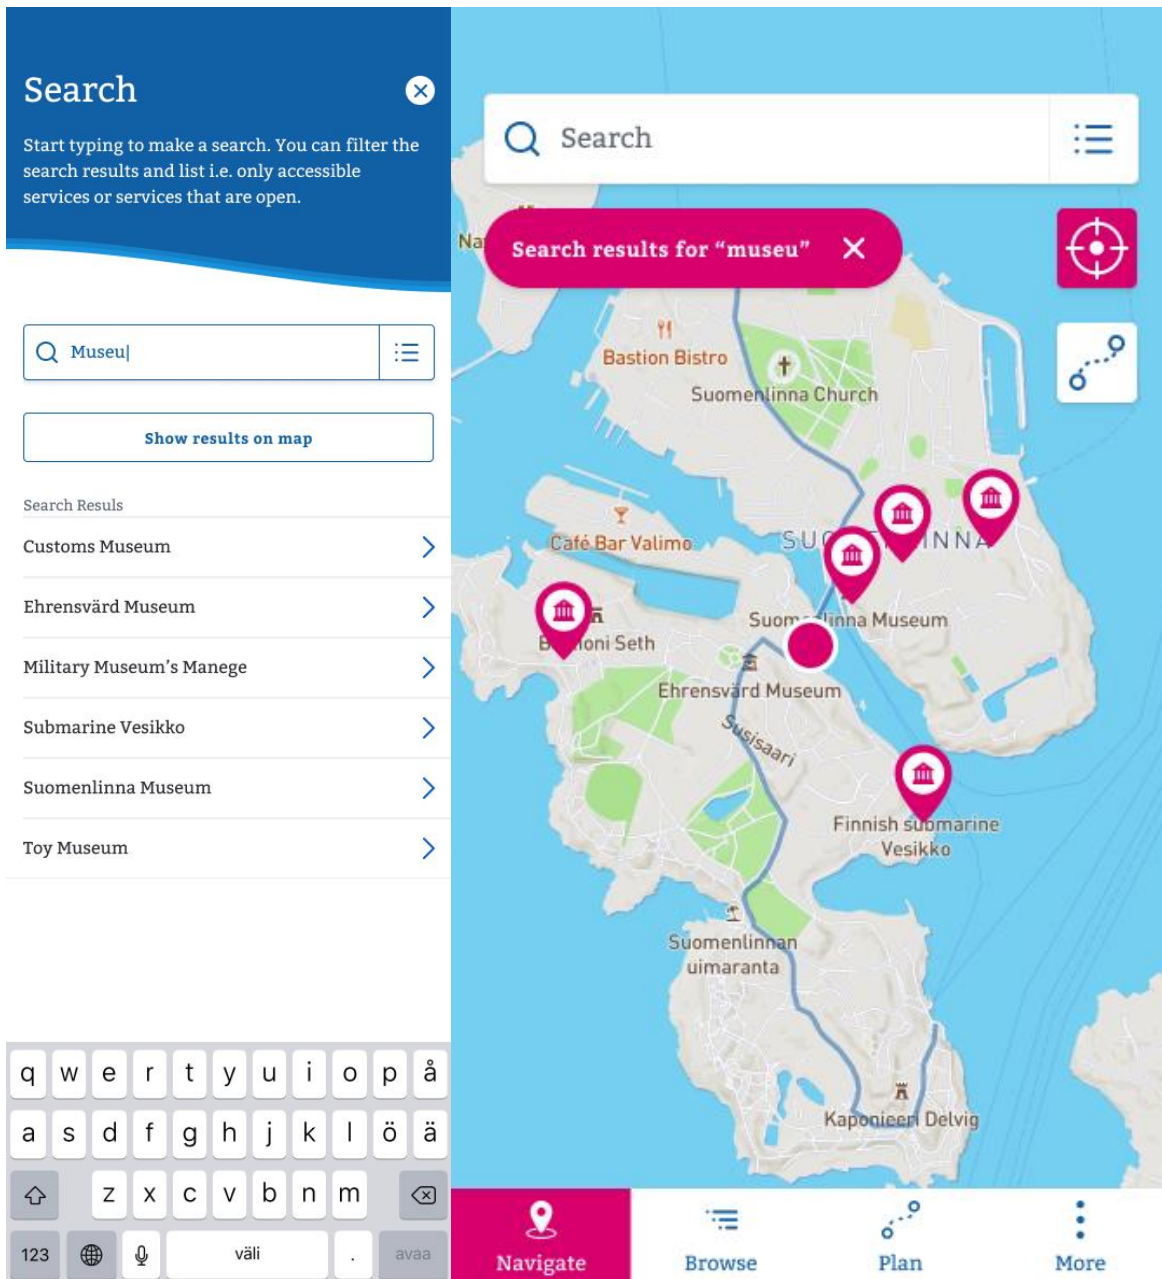 Search
Start typing to make a search. You can filter the
search results and list i.e. only accessible
services or services that are open.
Museu
Show results on map
Search Resuls
Customs Museum
Ehrensvärd Museum
Military Museum's Manege
Submarine Vesikko
Suomenlinna Museum
Toy Museum
q w e r t y u i o p å
a s d f g h j k l ö ä
z x c v b n m
123 väli . avaa
Search
Na
Search results for “museu”
Bastion Bistro
Suomenlinna Church
Café Bar Valimo
Suomenlinna Museum
Ehrensvärd Museum
Susisaari
Finnish submarine
Vesikko
Suomenlinnan
uimaranta
Kaponieeri Delvig
Navigate
Browse
Plan
More